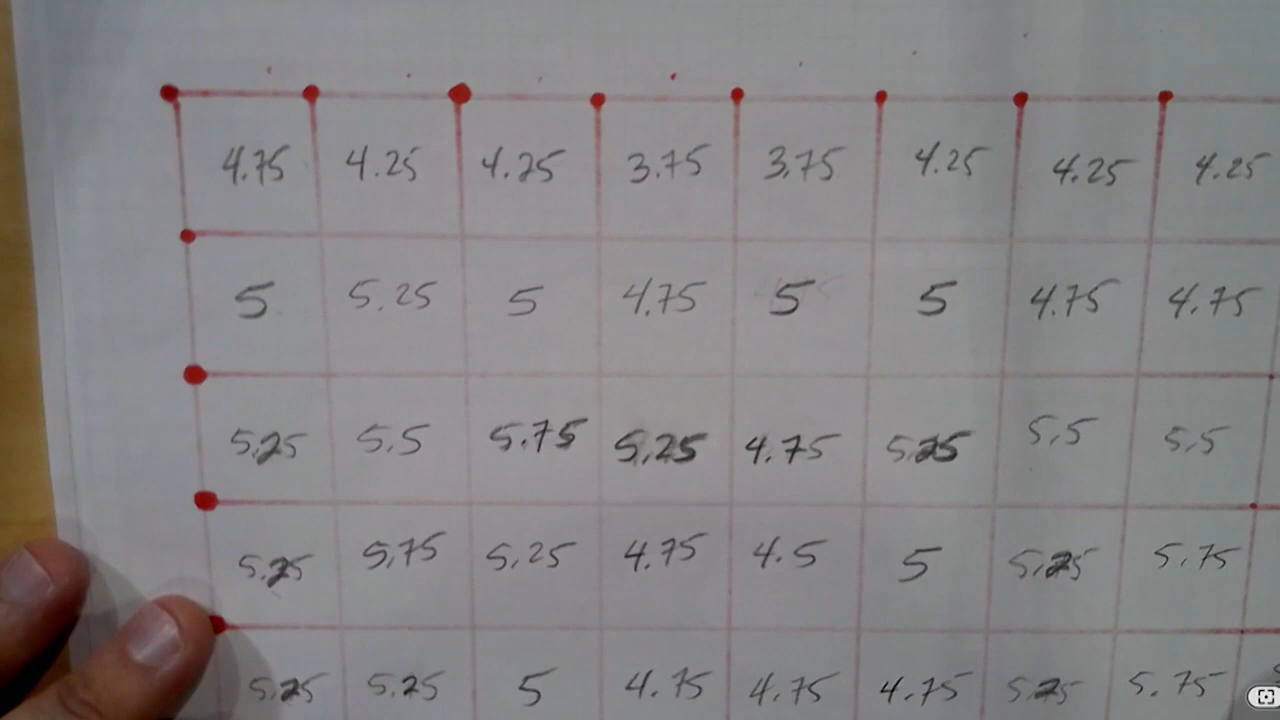 4.75 4.25 4.25 3.75 3.75 4.25 4.25 4.25
5 5.25 5 4.75 5 5 4.75 4.75
5.25 5.5 5.75 5.25 4.75 5.25 5.5 5.5
5.25 5.75 5.25 4.75 4.5 5 5.25 5.75
5.25 5.25 5 4.75 4.75 4.75 5.25 5.75